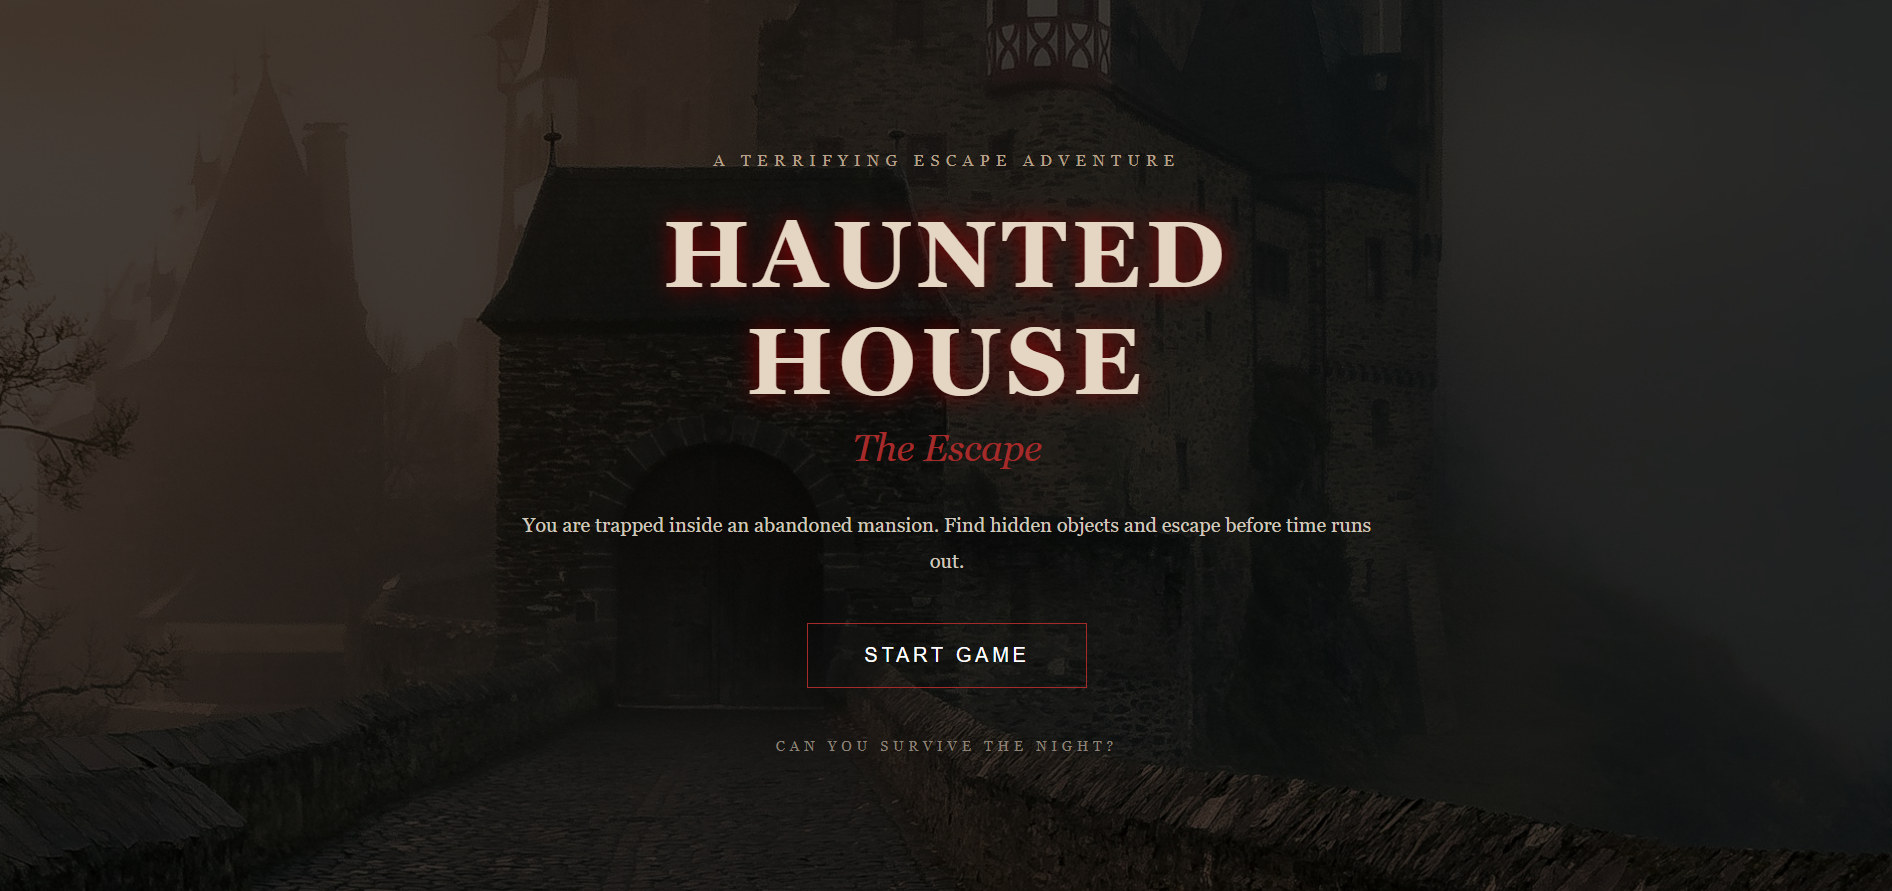 A TERRIFYING ESCAPE ADVENTURE
HAUNTED
HOUSE
The Escape
You are trapped inside an abandoned mansion. Find hidden objects and escape before time runs
out.
START GAME
CAN YOU SURVIVE THE NIGHT?